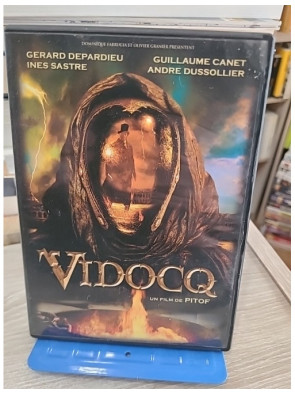 DOMINIQUE FARRUGIA ET OLIVIER GRANIER PRÉSENTENT
GERARD DEPARDIEU GUILLAUME CANET
INES SASTRE ANDRE DUSSOLLIER
VIDOCQ
UN FILM DE PITOF